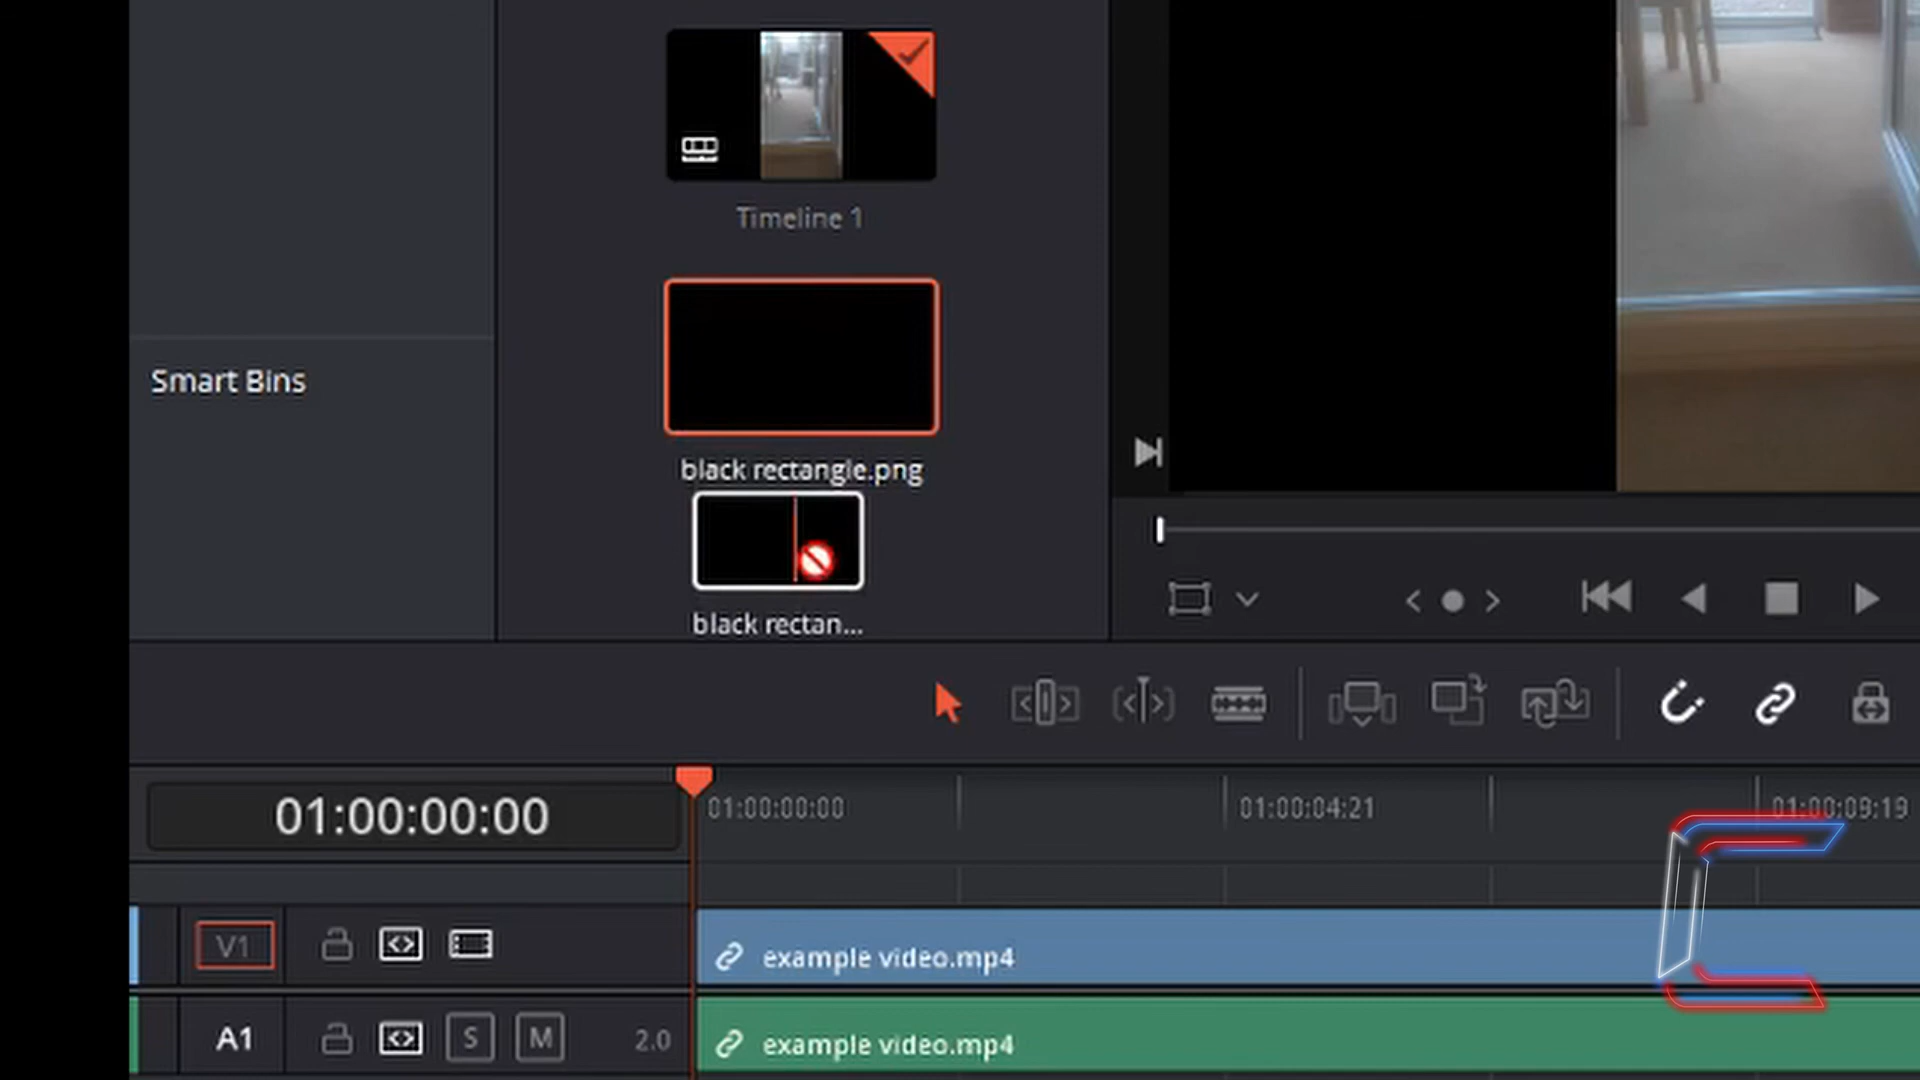 Timeline 1
Smart Bins
black rectangle.png
black rectan...
01:00:00:00
01:00:00:00
01:00:04:21
01:00:09:19
V1
example video.mp4
A1
S
M
2.0
example video.mp4